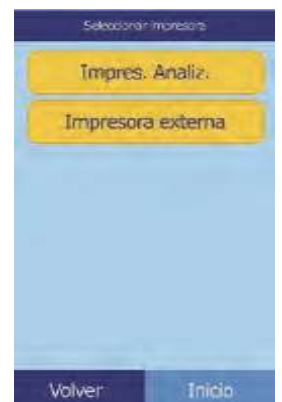 Seleccionar impresora
Impres. Analiz.
Impresora externa
Volver Inicio